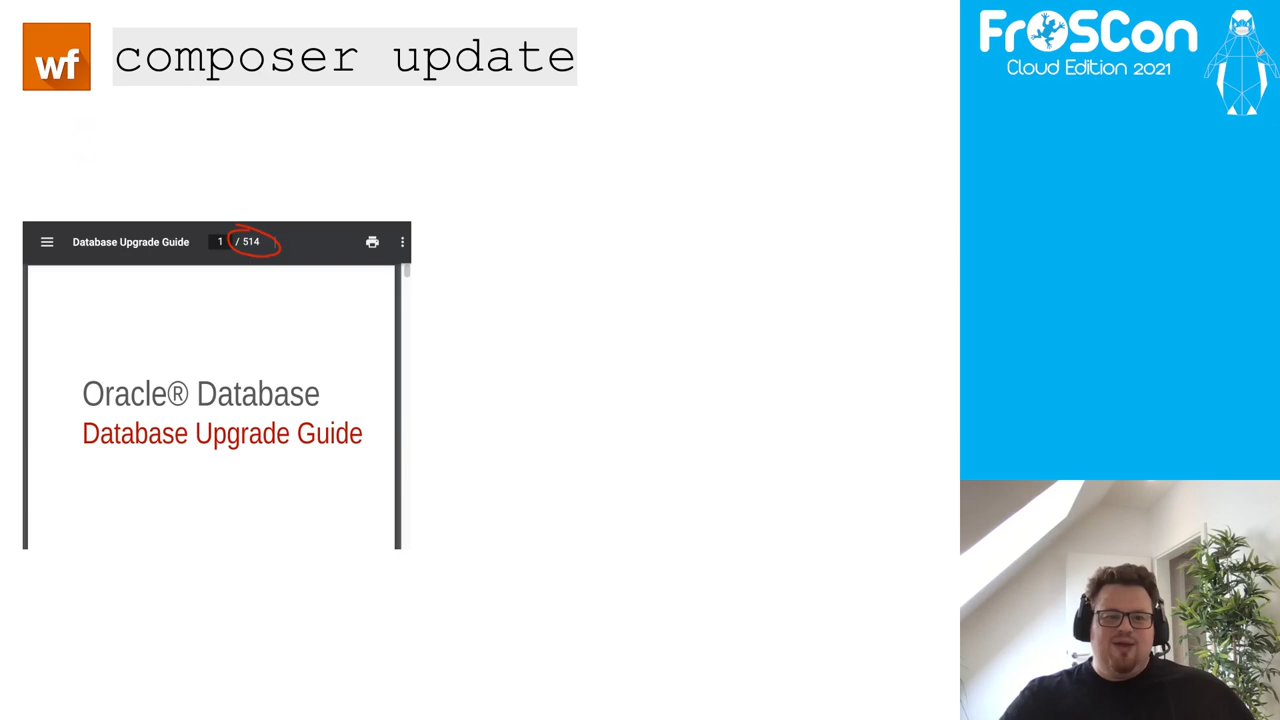 wf
composer update
Database Upgrade Guide 1 / 514
Oracle® Database
Database Upgrade Guide
FrOSCon
Cloud Edition 2021